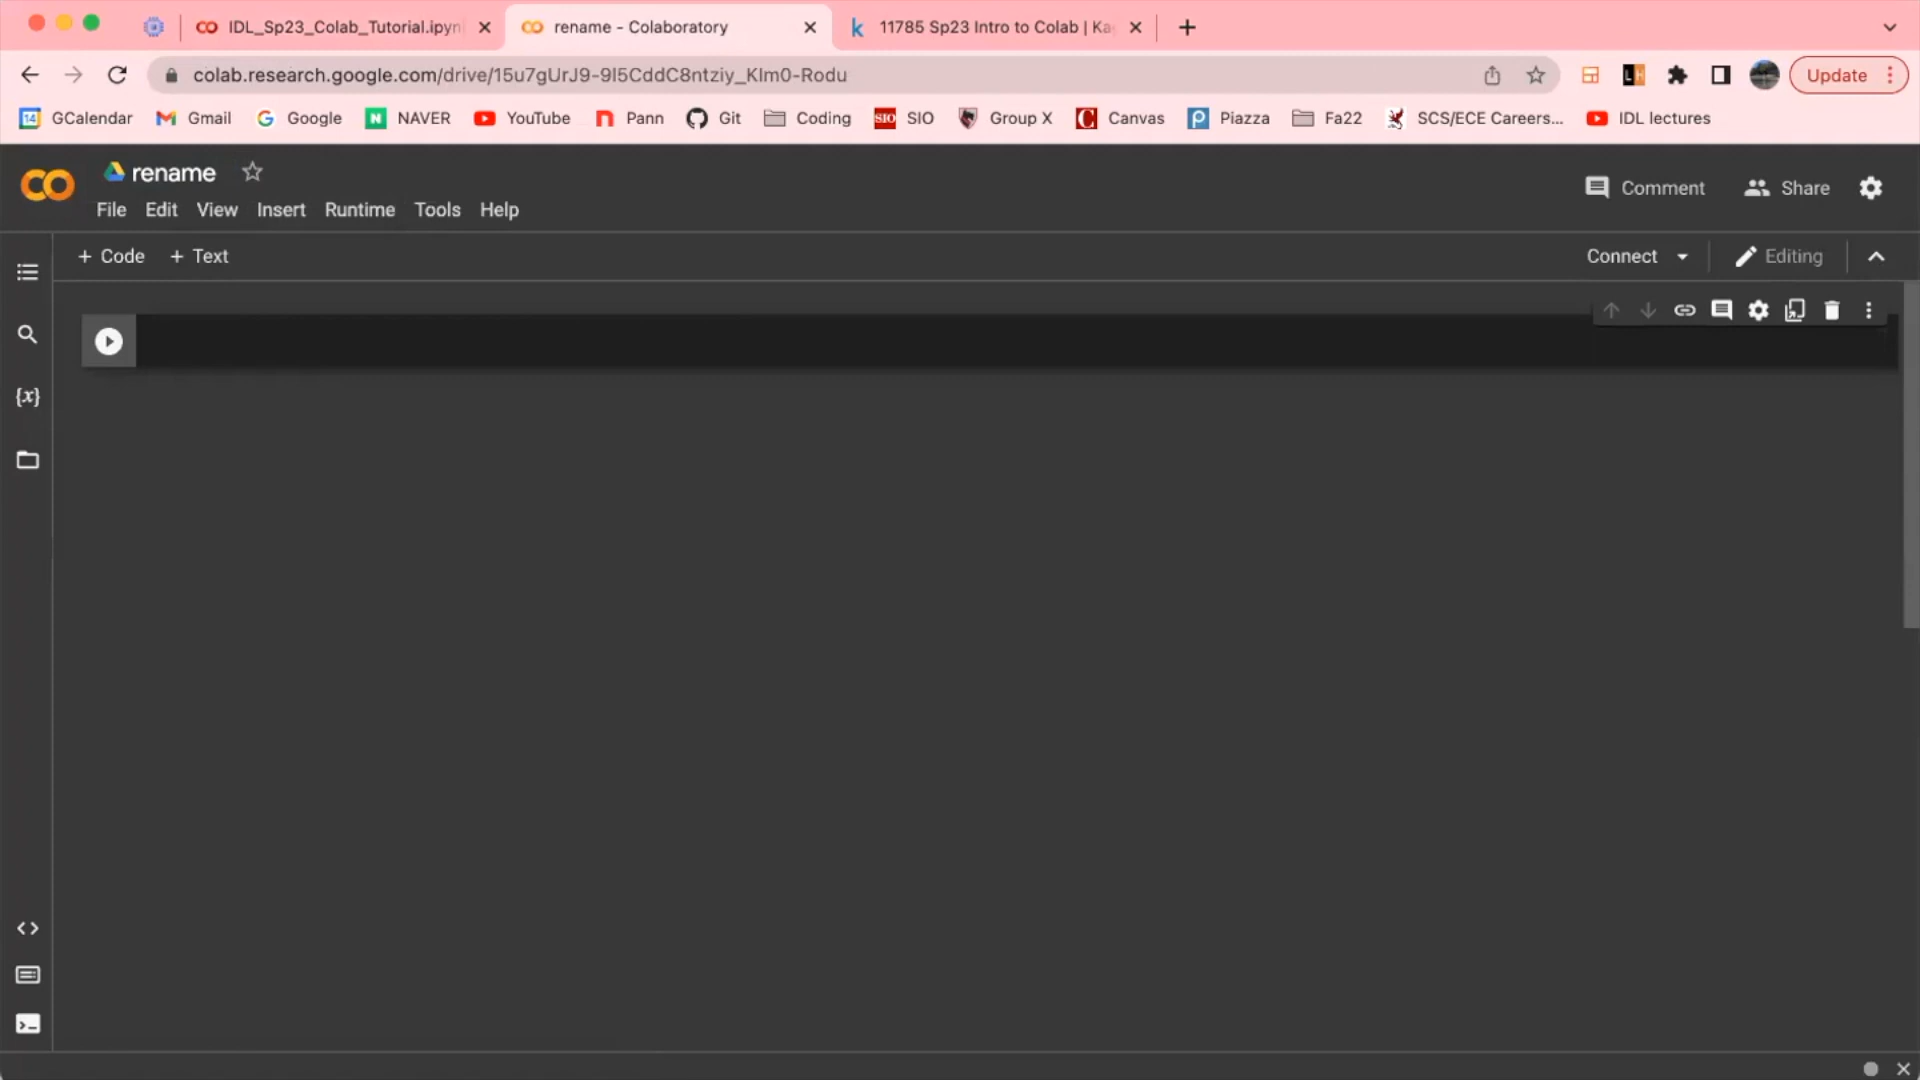 IDL_Sp23_Colab_Tutorial.ipyn
rename - Colaboratory
11785 Sp23 Intro to Colab | Ka
colab.research.google.com/drive/15u7gUrJ9-9I5CddC8ntziy_KIm0-Rodu
Update
GCalendar Gmail Google NAVER YouTube Pann Git Coding SIO Group X Canvas Piazza Fa22 SCS/ECE Careers... IDL lectures
rename
Comment Share
File Edit View Insert Runtime Tools Help
+ Code + Text
Connect Editing
{x}